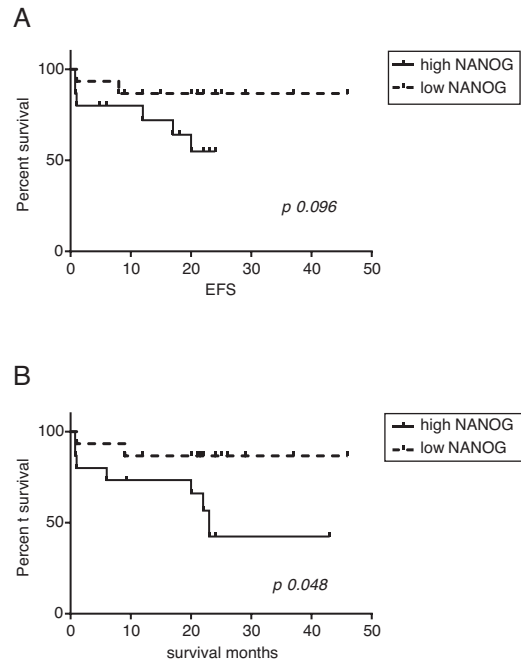 A
high NANOG
low NANOG
100
50
0
Percent survival
p 0.096
0 10 20 30 40 50
EFS
B
high NANOG
low NANOG
100
50
0
Percen t survival
p 0.048
0 10 20 30 40 50
survival months